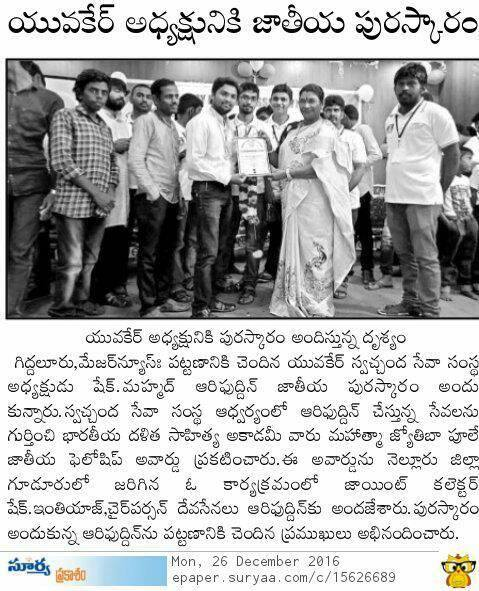 యువకేర్ అధ్యక్షునికి జాతీయ పురస్కారం
యువకేర్ అధ్యక్షునికి పురస్కారం అందిస్తున్న దృశ్యం
గిద్దలూరు,మేజర్‌న్యూస్: పట్టణానికి చెందిన యువకేర్ స్వచ్చంద సేవా సంస్థ
అధ్యక్షుడు షేక్.మహ్మద్ ఆరిఫుద్దిన్ జాతీయ పురస్కారం అందు
కున్నారు.స్వచ్చంద సేవా సంస్థ ఆధ్వర్యంలో ఆరిఫుద్దిన్ చేస్తున్న సేవలను
గుర్తించి భారతీయ దళిత సాహిత్య అకాడమీ వారు మహాత్మా జ్యోతిబా పూలే
జాతీయ ఫెలోషిప్ అవార్డు ప్రకటించారు.ఈ అవార్డును నెల్లూరు జిల్లా
గూడూరులో జరిగిన ఓ కార్యక్రమంలో జాయింట్ కలెక్టర్
షేక్.ఇంతియాజ్,చైర్‌పర్సన్ దేవసేనలు ఆరిఫుద్దిన్‌కు అందజేశారు.పురస్కారం
అందుకున్న ఆరిఫుద్దిన్‌ను పట్టణానికి చెందిన ప్రముఖులు అభినందించారు.
సూర్య ప్రకాశం
Mon, 26 December 2016
epaper.suryaa.com/c/15626689